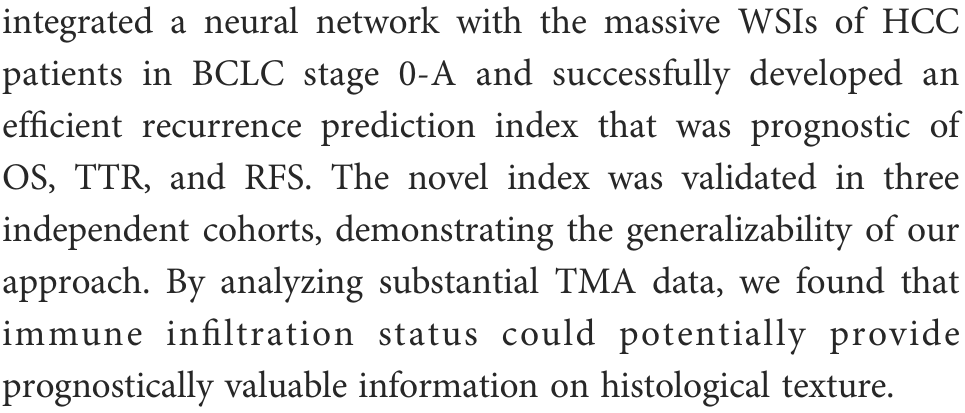 integrated a neural network with the massive WSIs of HCC
patients in BCLC stage 0-A and successfully developed an
efficient recurrence prediction index that was prognostic of
OS, TTR, and RFS. The novel index was validated in three
independent cohorts, demonstrating the generalizability of our
approach. By analyzing substantial TMA data, we found that
immune infiltration status could potentially provide
prognostically valuable information on histological texture.